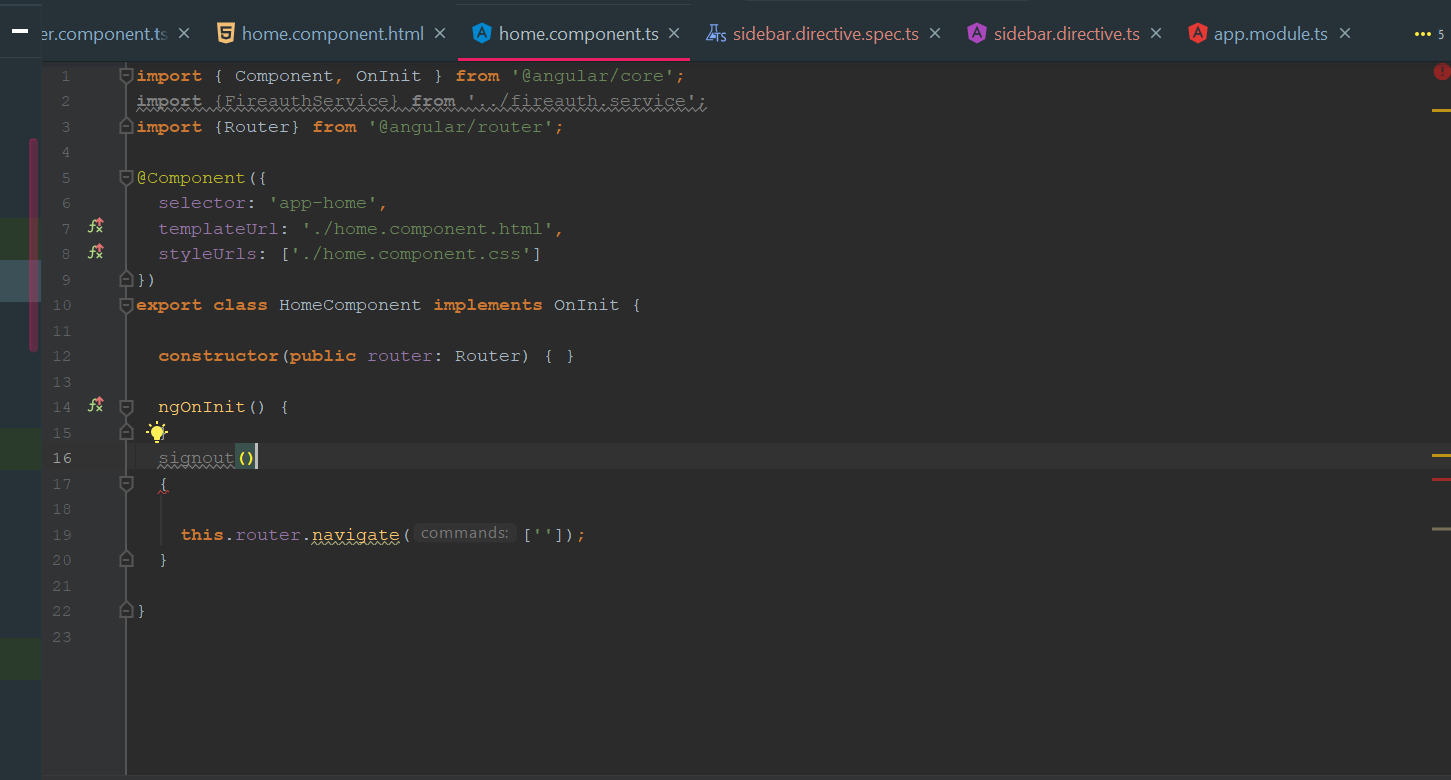 er.component.ts home.component.html home.component.ts sidebar.directive.spec.ts sidebar.directive.ts app.module.ts 5
1 import { Component, OnInit } from '@angular/core';
2 import {FireauthService} from '../fireauth.service';
3 import {Router} from '@angular/router';
4
5 @Component({
6 selector: 'app-home',
7 templateUrl: './home.component.html',
8 styleUrls: ['./home.component.css']
9 })
10 export class HomeComponent implements OnInit {
11
12 constructor(public router: Router) { }
13
14 ngOnInit() {
15
16 signout()
17 {
18
19 this.router.navigate( commands: ['']);
20 }
21
22 }
23